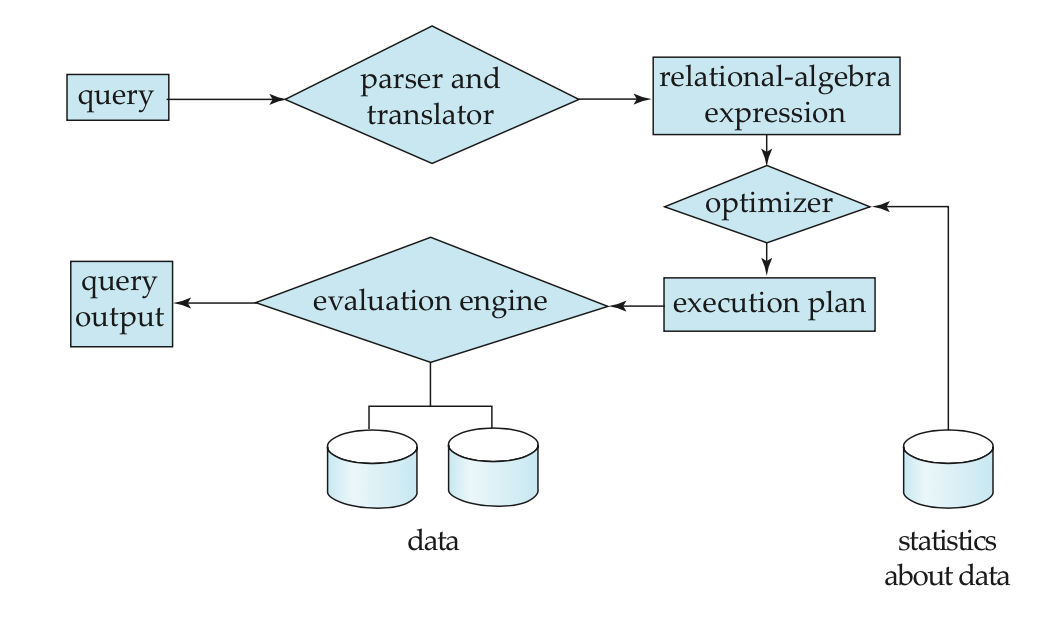 query
parser and
translator
relational-algebra
expression
optimizer
execution plan
evaluation engine
query
output
data
statistics
about data